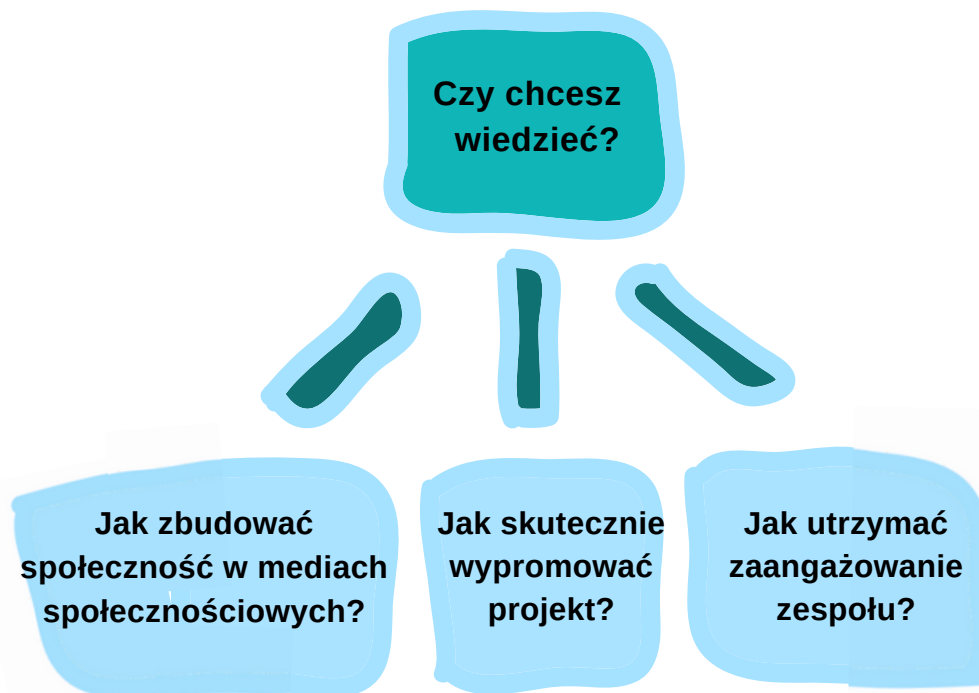 Czy chcesz
wiedzieć?
Jak zbudować
społeczność w mediach
społecznościowych?
Jak skutecznie
wypromować
projekt?
Jak utrzymać
zaangażowanie
zespołu?